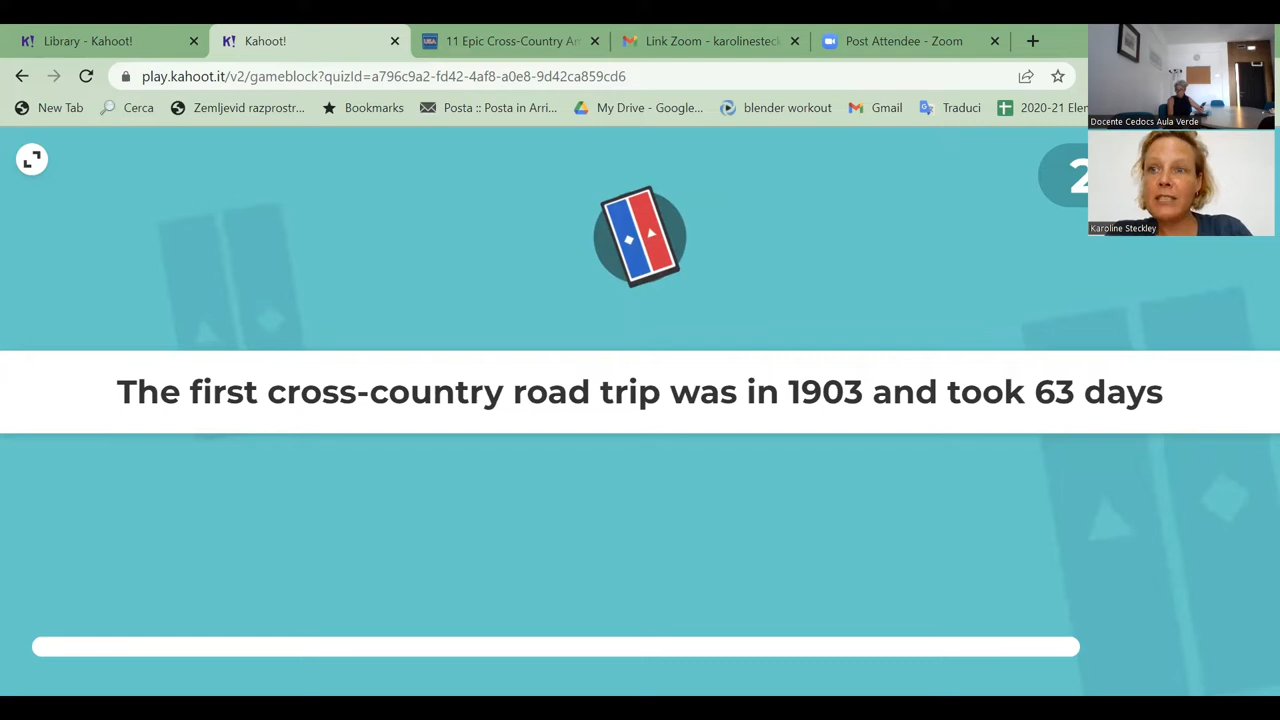 Library - Kahoot!
Kahoot!
11 Epic Cross-Country Am
Link Zoom - karolinesteck
Post Attendee - Zoom
play.kahoot.it/v2/gameblock?quizId=a796c9a2-fd42-4af8-a0e8-9d42ca859cd6
New Tab
Cerca
Zemljevid razprostr...
Bookmarks
Posta :: Posta in Arri...
My Drive - Google...
blender workout
Gmail
Traduci
2020-21 Elem
Docente Cedocs Aula Verde
Karoline Steckley
2
The first cross-country road trip was in 1903 and took 63 days